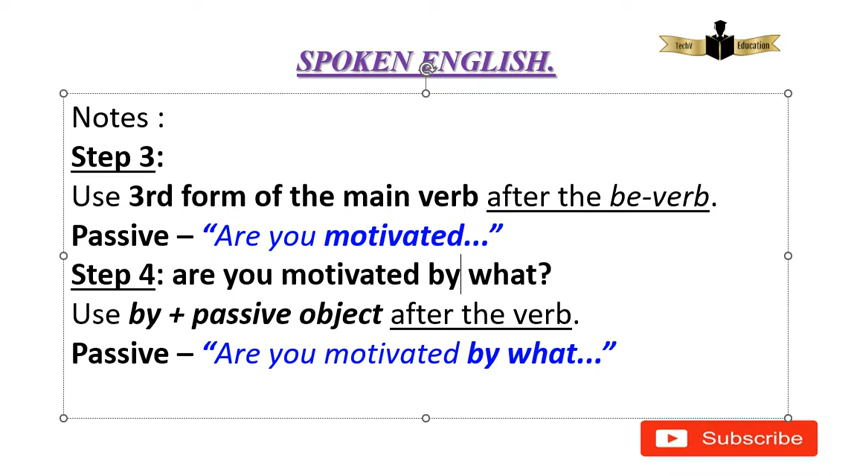 TechV Education
SPOKEN ENGLISH.
Notes :
Step 3:
Use 3rd form of the main verb after the be-verb.
Passive – “Are you motivated...”
Step 4: are you motivated by what?
Use by + passive object after the verb.
Passive – “Are you motivated by what...”
Subscribe